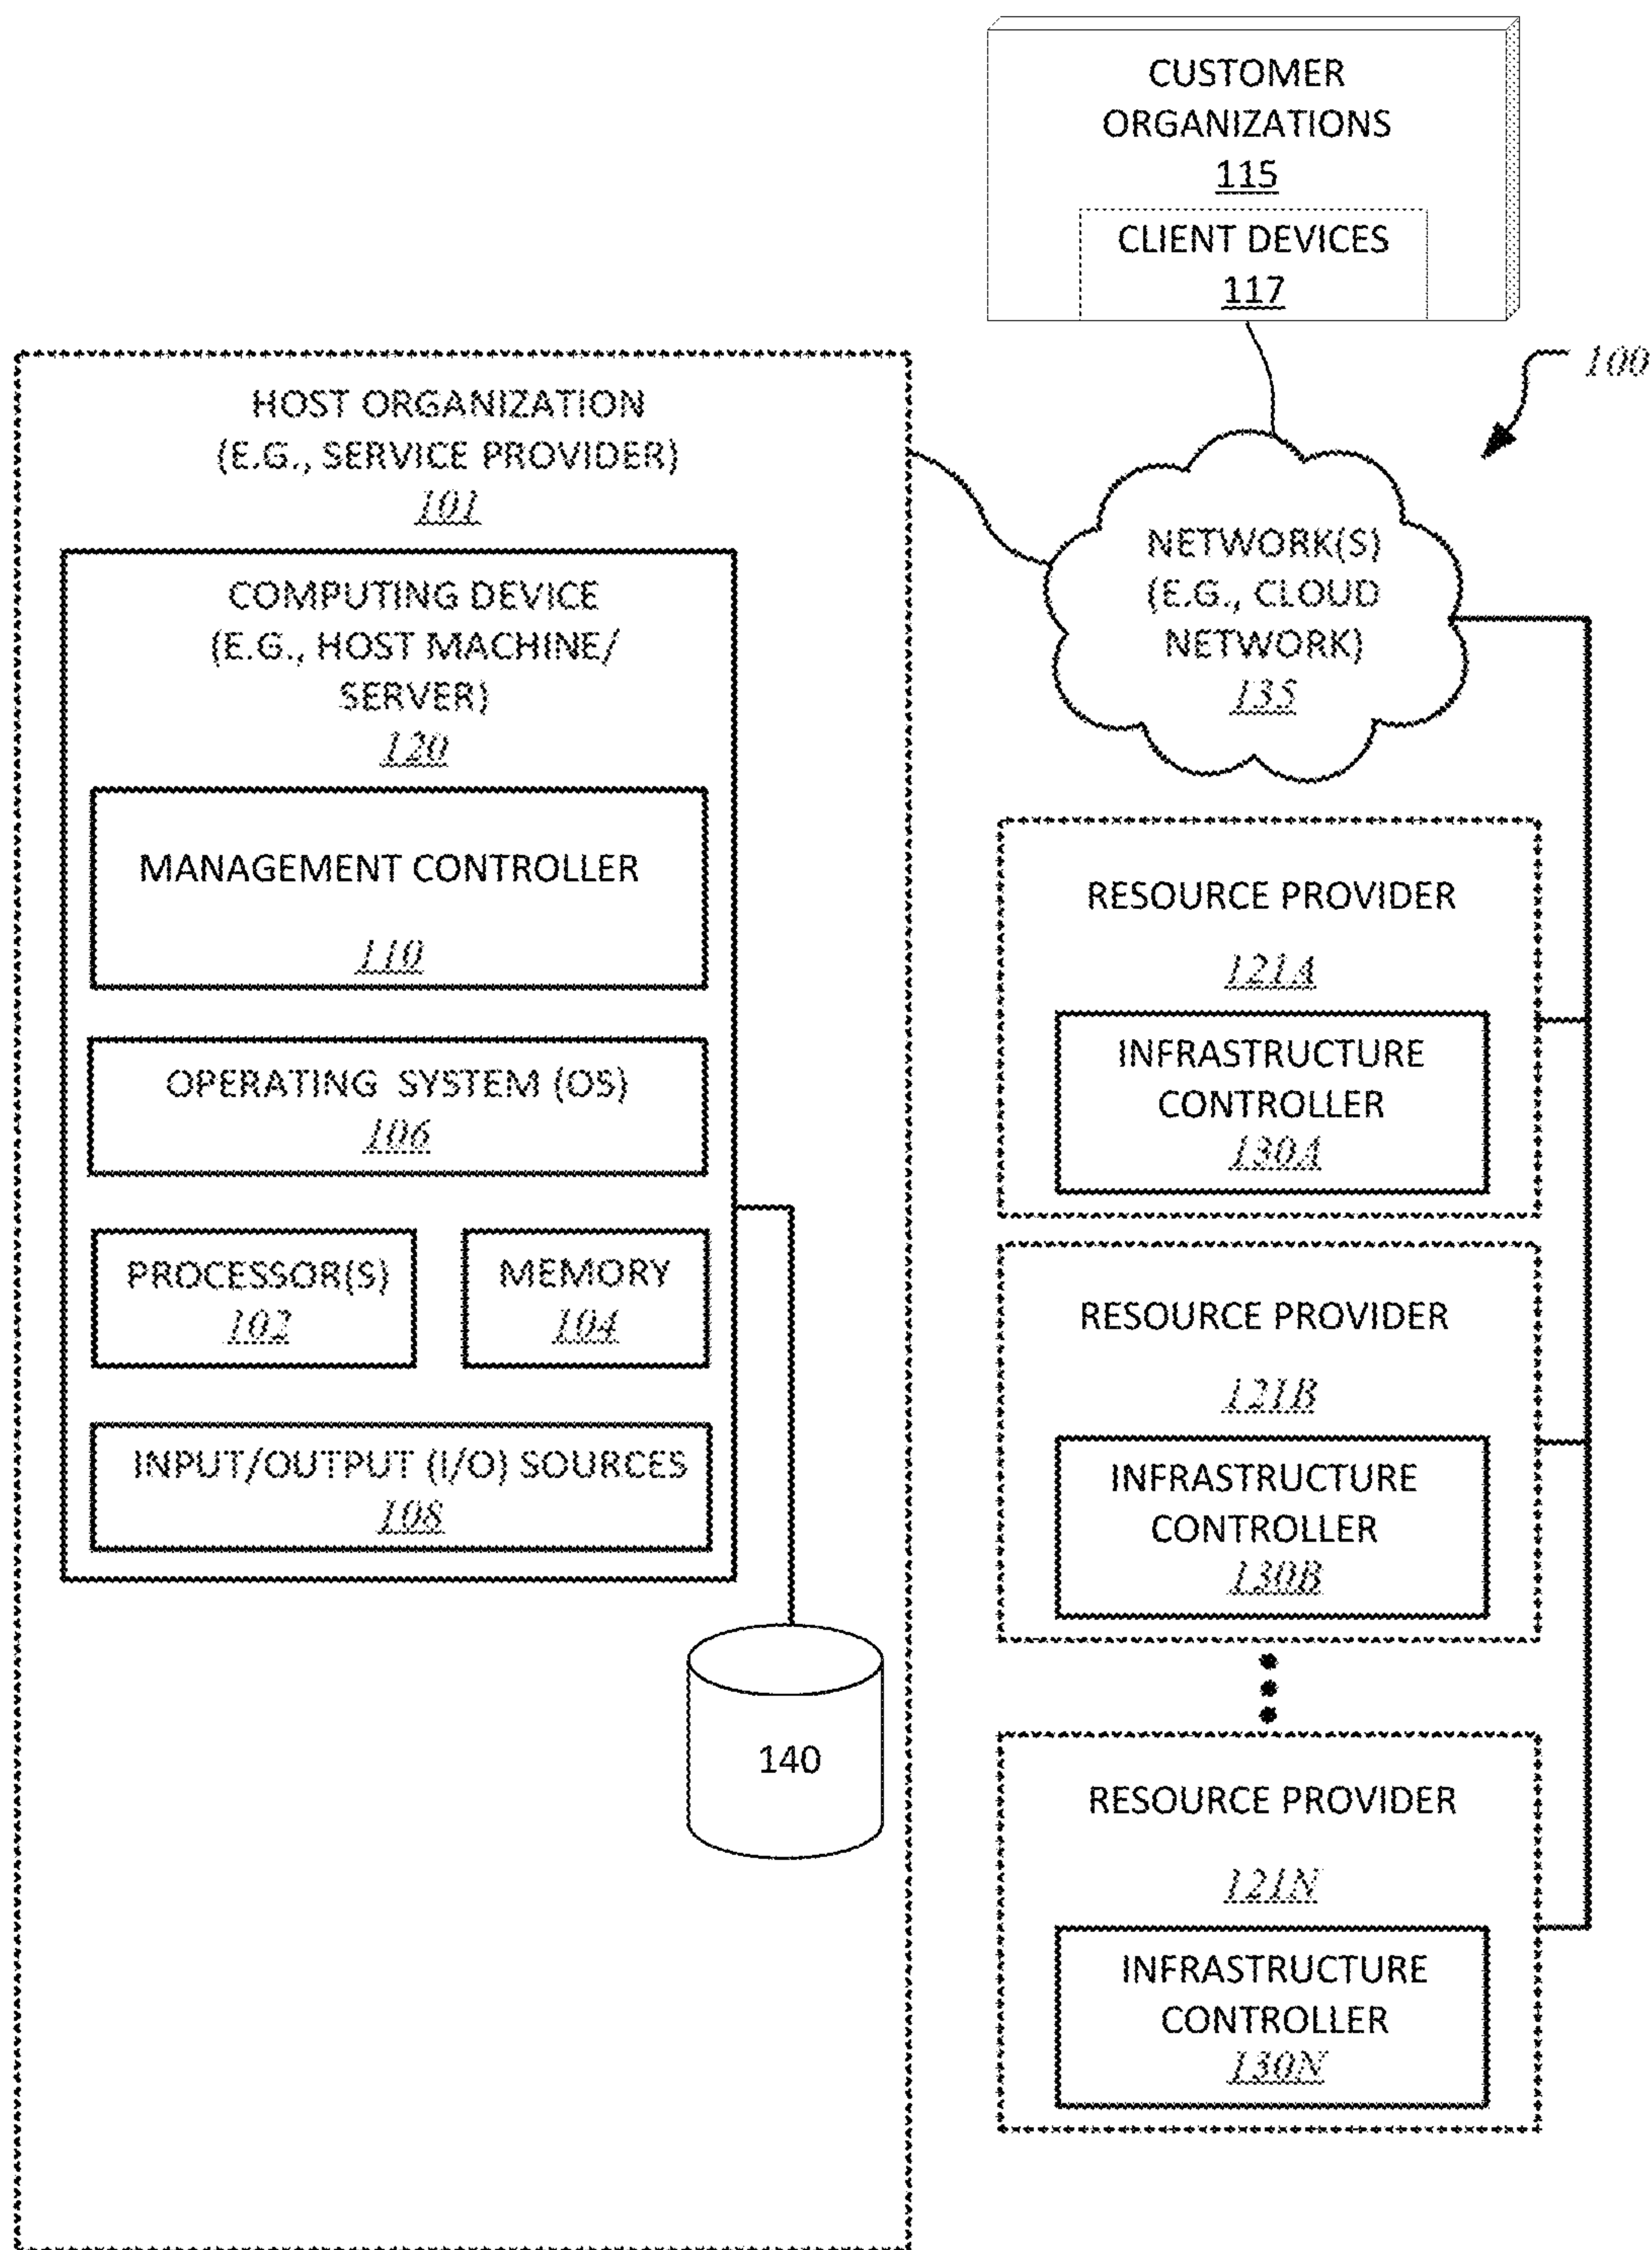 CUSTOMER
ORGANIZATIONS
115
CLIENT DEVICES
117
100
HOST ORGANIZATION
(E.G., SERVICE PROVIDER)
101
COMPUTING DEVICE
(E.G., HOST MACHINE/
SERVER)
120
MANAGEMENT CONTROLLER
110
OPERATING SYSTEM (OS)
106
PROCESSOR(S)
102
MEMORY
104
INPUT/OUTPUT (I/O) SOURCES
108
140
NETWORK(S)
(E.G., CLOUD
NETWORK)
135
RESOURCE PROVIDER
121A
INFRASTRUCTURE
CONTROLLER
130A
RESOURCE PROVIDER
121B
INFRASTRUCTURE
CONTROLLER
130B
RESOURCE PROVIDER
121N
INFRASTRUCTURE
CONTROLLER
130N